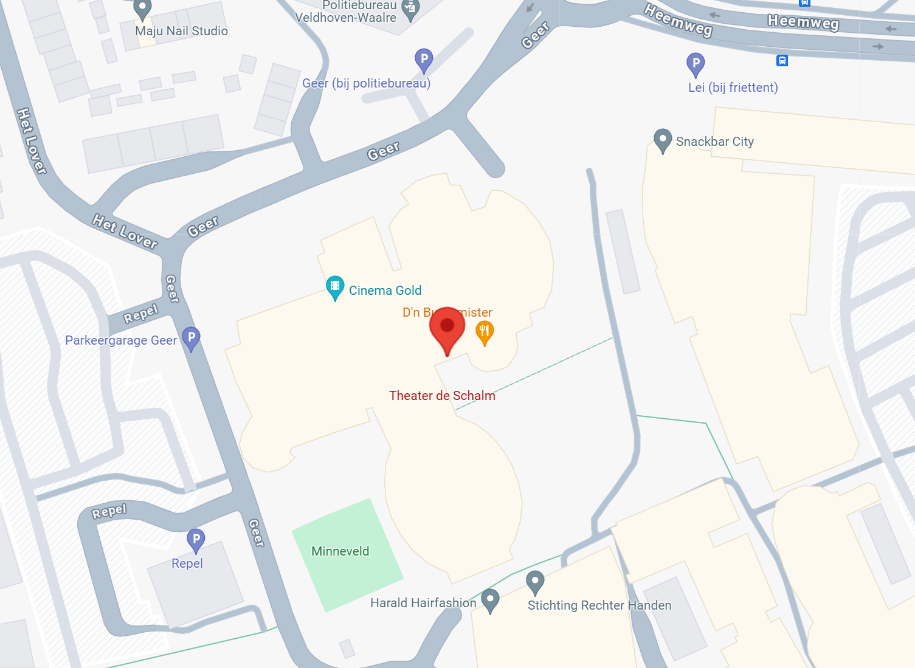 Politiebureau
Veldhoven-Waalre
Maju Nail Studio
Heemweg
Heemweg
Geer
P
Geer (bij politiebureau)
P
Lei (bij friettent)
Het Lover
Geer
Snackbar City
Het Lover
Geer
Geer
Cinema Gold
Repel
D'n B
mister
Parkeergarage Geer
P
Theater de Schalm
Repel
Geer
P
Repel
Minneveld
Harald Hairfashion
Stichting Rechter Handen